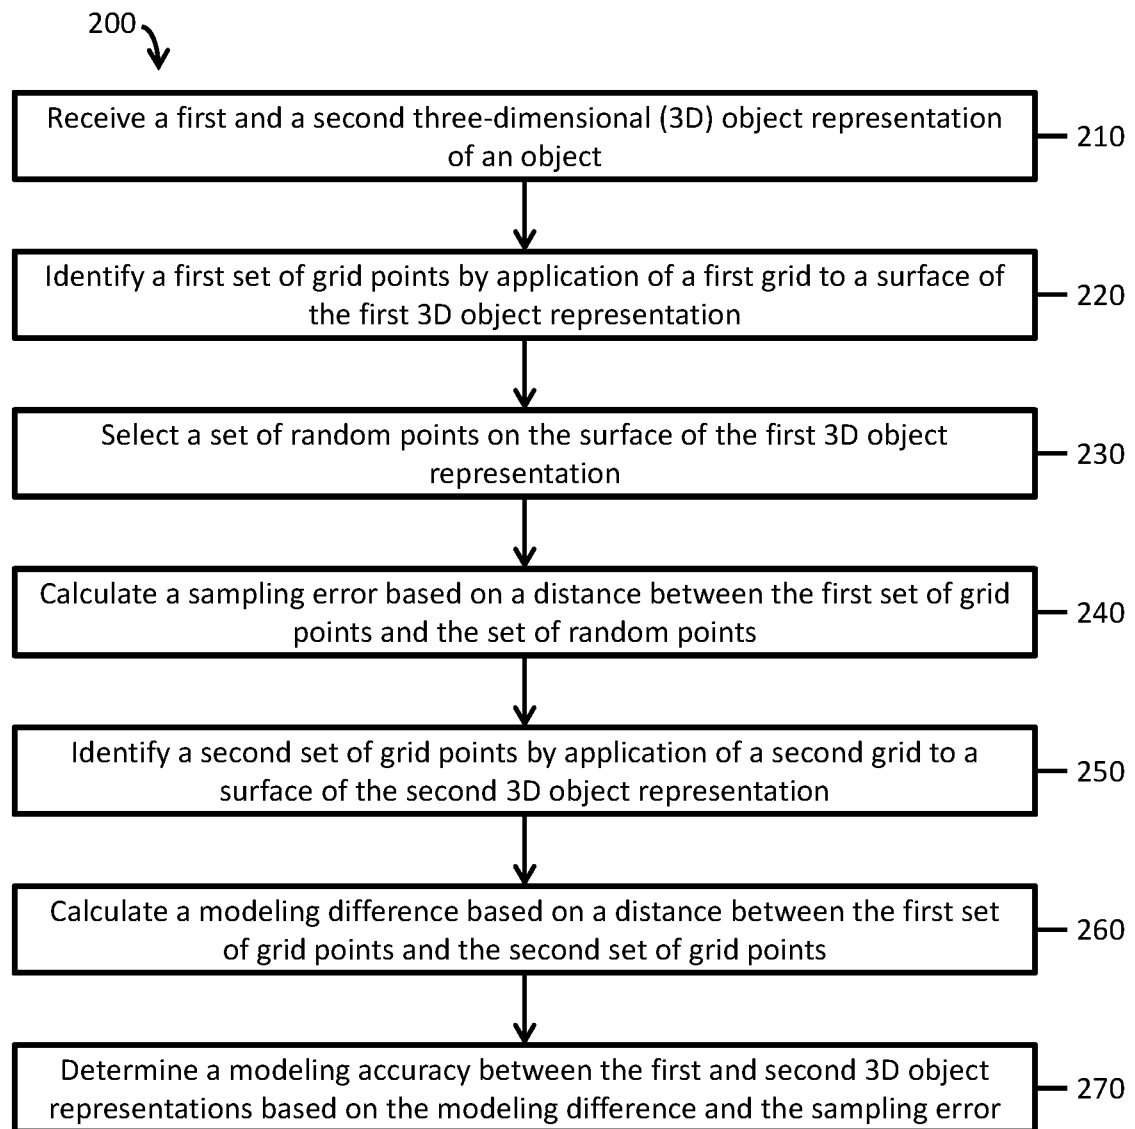 200
Receive a first and a second three-dimensional (3D) object representation
of an object
210
Identify a first set of grid points by application of a first grid to a surface of
the first 3D object representation
220
Select a set of random points on the surface of the first 3D object
representation
230
Calculate a sampling error based on a distance between the first set of grid
points and the set of random points
240
Identify a second set of grid points by application of a second grid to a
surface of the second 3D object representation
250
Calculate a modeling difference based on a distance between the first set
of grid points and the second set of grid points
260
Determine a modeling accuracy between the first and second 3D object
representations based on the modeling difference and the sampling error
270